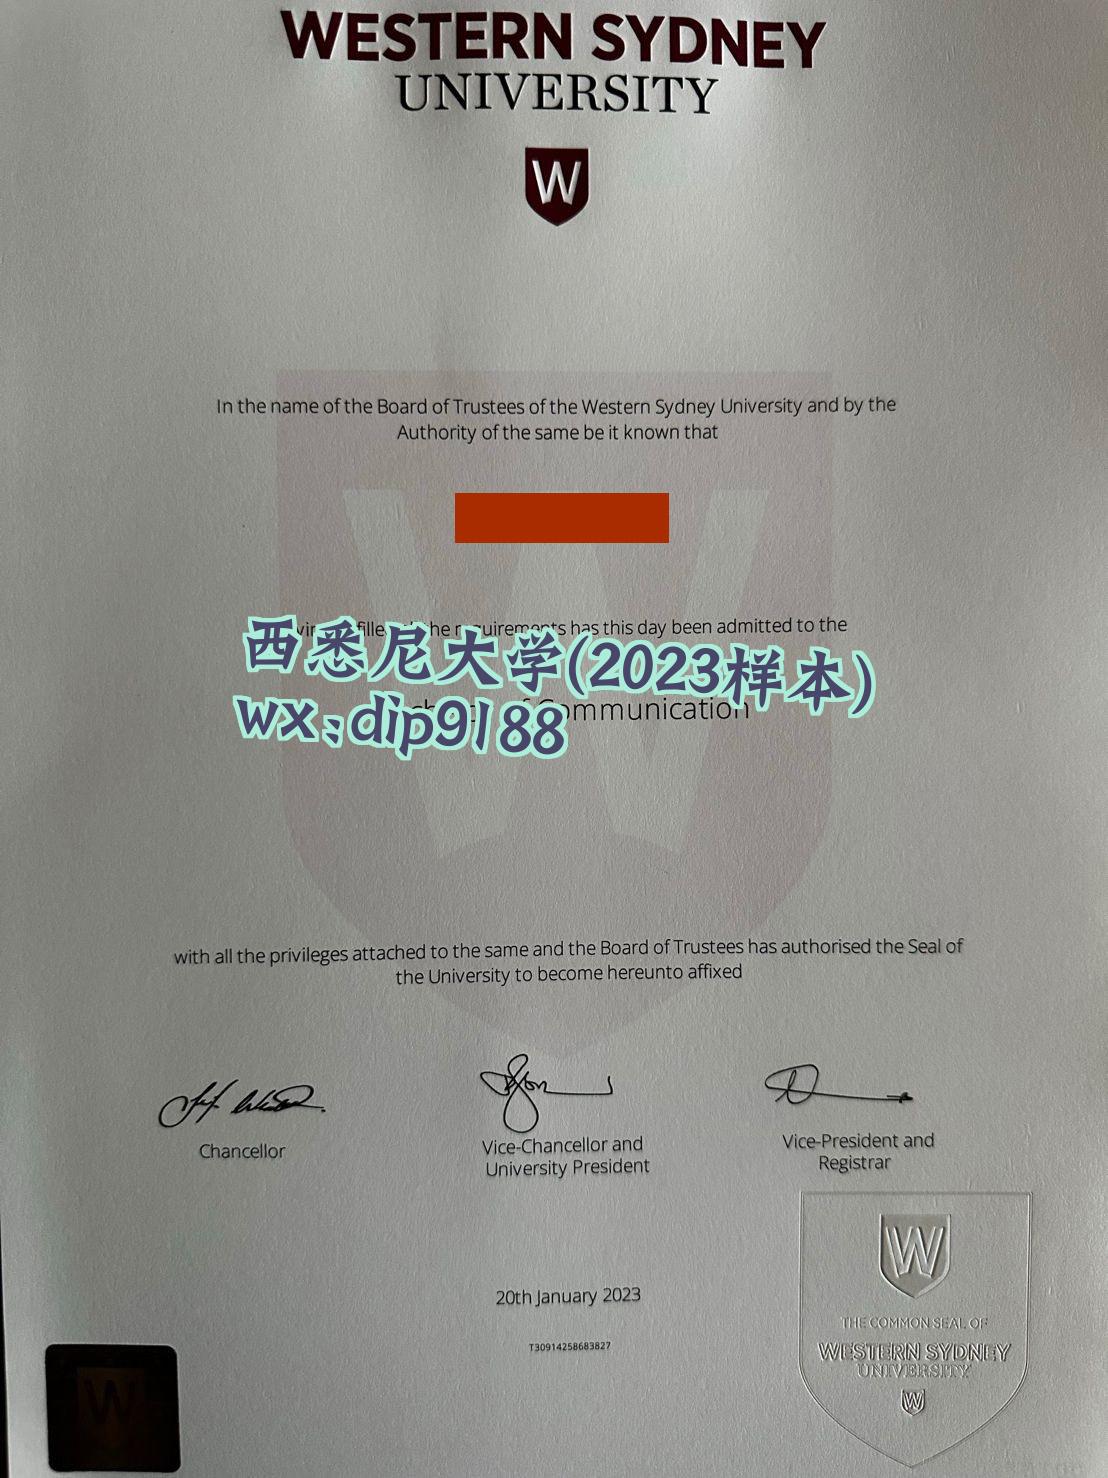 WESTERN SYDNEY
UNIVERSITY
W
In the name of the Board of Trustees of the Western Sydney University and by the
Authority of the same be it known that
requirements has this day been admitted to the
西悉尼大学(2023样本)
Communication
wx:dip9188
with all the privileges attached to the same and the Board of Trustees has authorised the Seal of
the University to become hereunto affixed
Chancellor
Vice-Chancellor and
University President
Vice-President and
Registrar
W
THE COMMON SEAL OF
WESTERN SYDNEY
UNIVERSITY
W
20th January 2023
T30914258683827
W